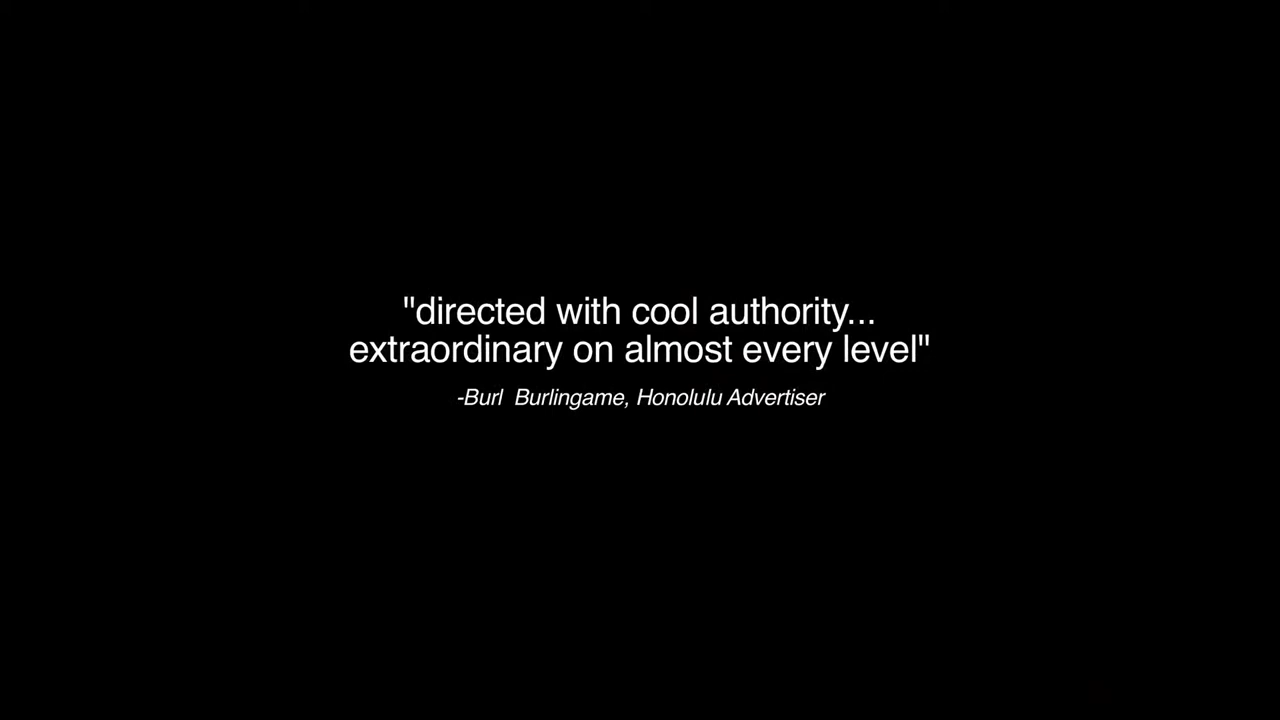 "directed with cool authority...
extraordinary on almost every level"
-Burl  Burlingame, Honolulu Advertiser